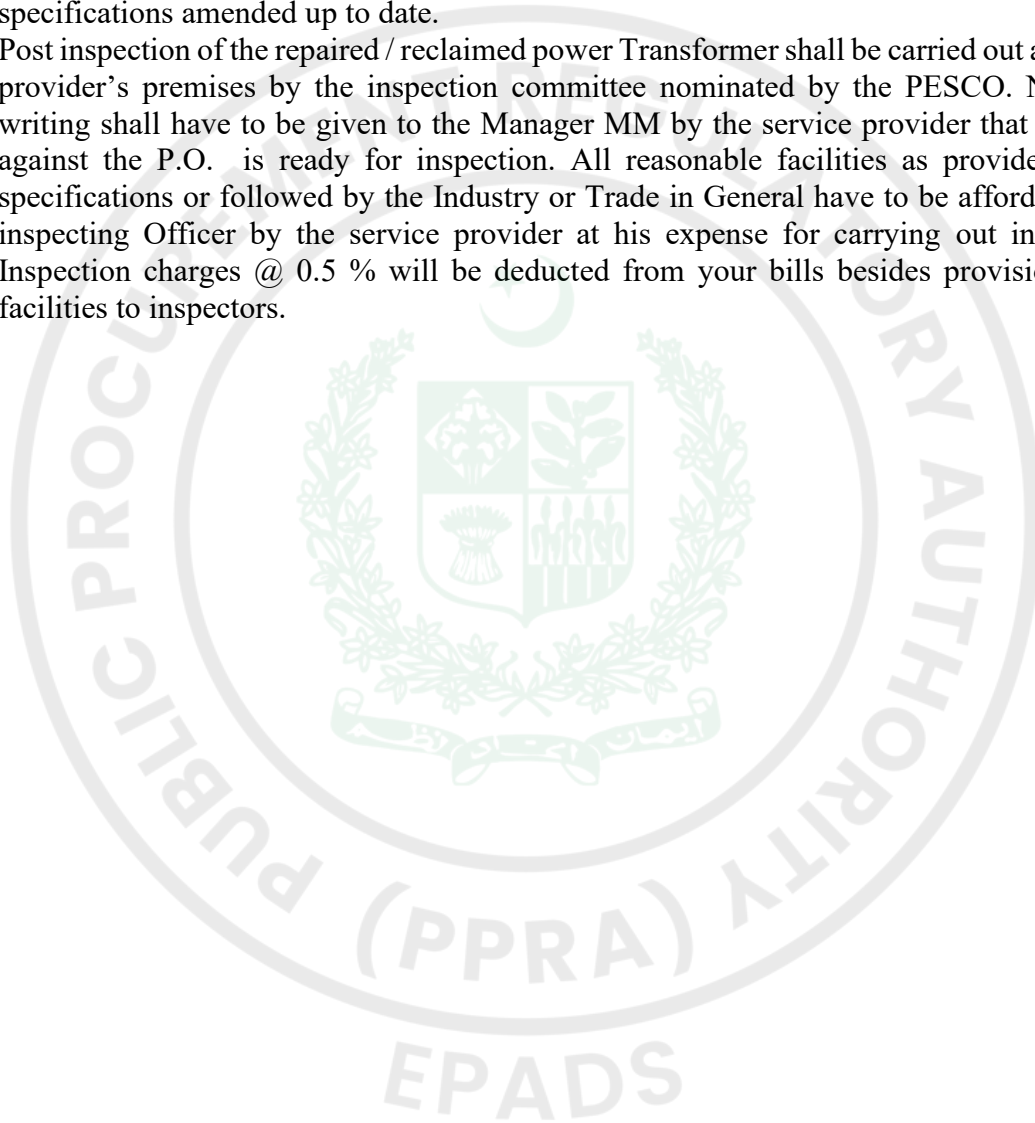 specifications amended up to date.
Post inspection of the repaired / reclaimed power Transformer shall be carried out
provider’s premises by the inspection committee nominated by the PESCO.
writing shall have to be given to the Manager MM by the service provider that
against the P.O. is ready for inspection. All reasonable facilities as provide
specifications or followed by the Industry or Trade in General have to be afford
inspecting Officer by the service provider at his expense for carrying out in
Inspection charges @ 0.5 % will be deducted from your bills besides provisi
facilities to inspectors.
PUBLIC PROCUREMENT REGULATORY AUTHORITY
(PPRA)
EPADS